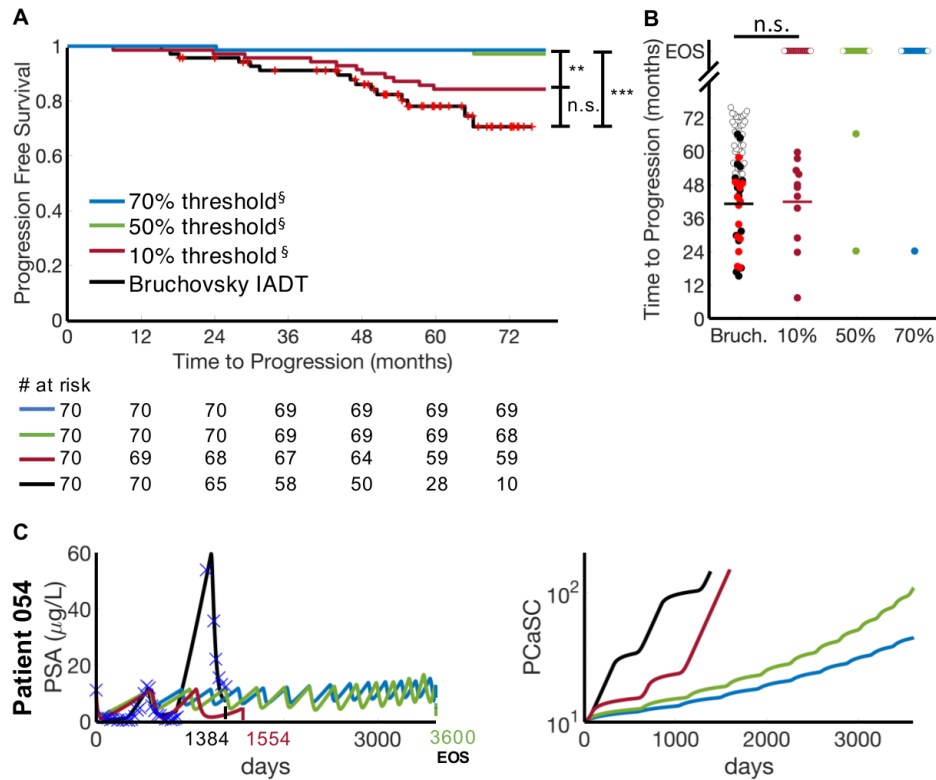 A
Progression Free Survival
1
0.8
0.6
0.4
0.2
0
70% threshold§
50% threshold§
10% threshold §
Bruchovsky IADT
**
n.s.
***
0 12 24 36 48 60 72
Time to Progression (months)
# at risk
70 70 70 69 69 69 69
70 70 70 69 69 69 68
70 69 68 67 64 59 59
70 70 65 58 50 28 10
B
n.s.
EOS
Time to Progression (months)
72
60
48
36
24
12
0
Bruch. 10% 50% 70%
C
Patient 054
PSA (µg/L)
60
40
20
0
0 1384 1554 3000 3600
EOS
days
PCaSC
10²
10¹
0 1000 2000 3000
days